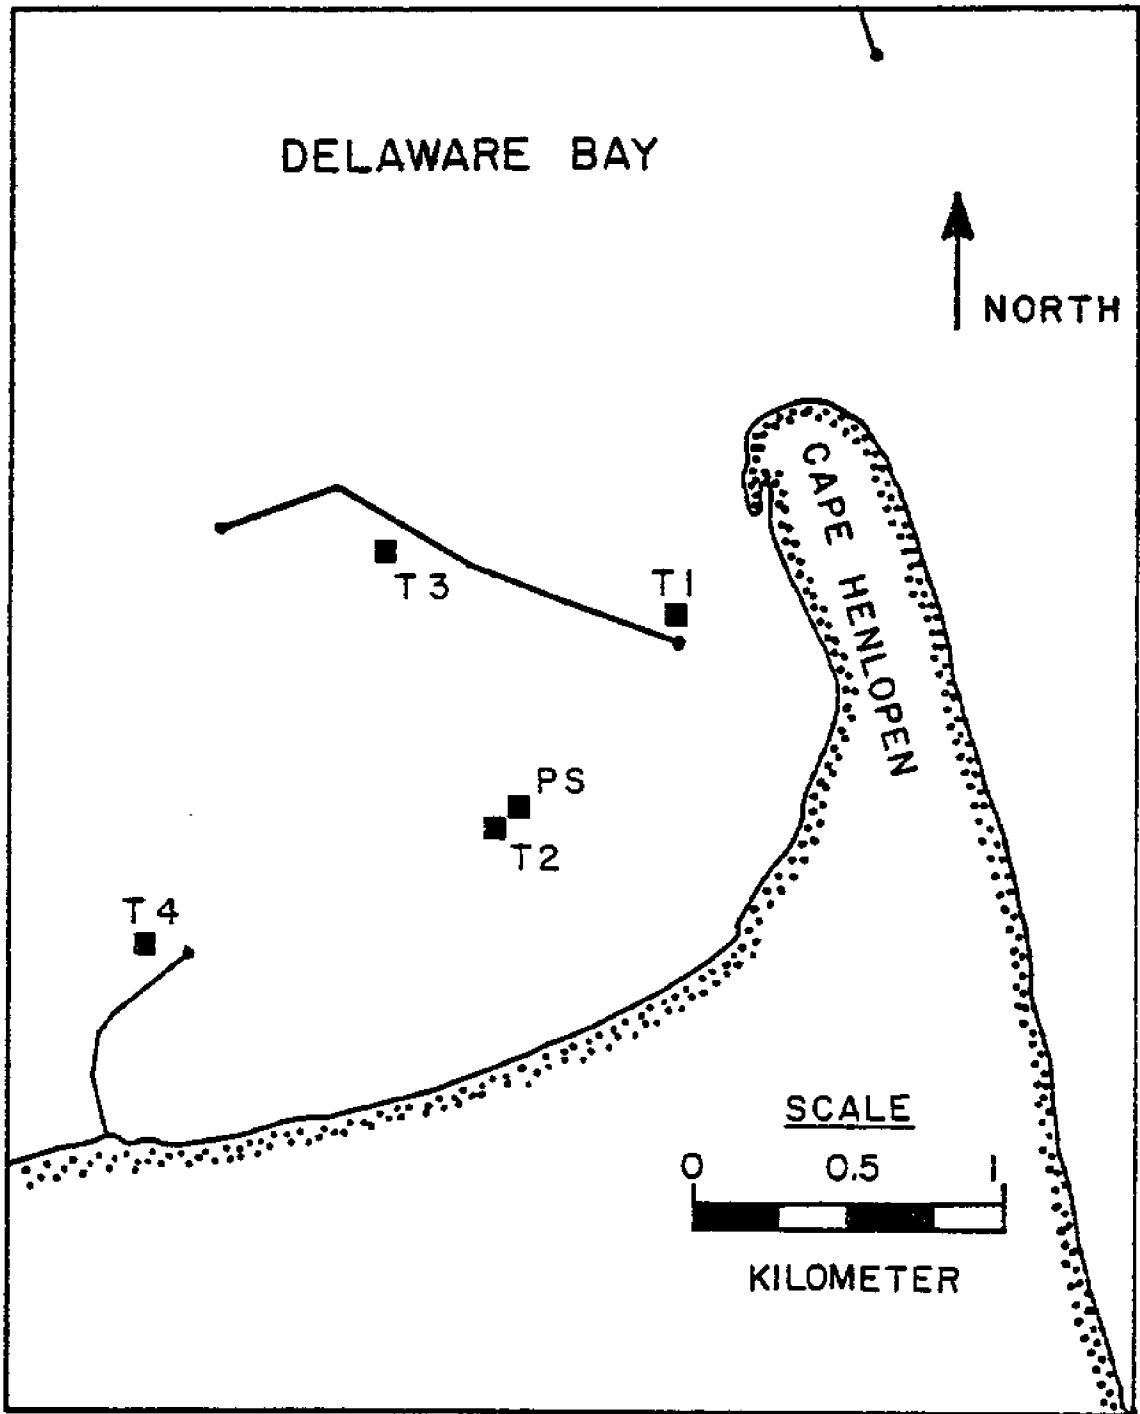 DELAWARE BAY
NORTH
CAPE HENLOPEN
T3
T1
PS
T2
T4
SCALE
0 0.5 1
KILOMETER